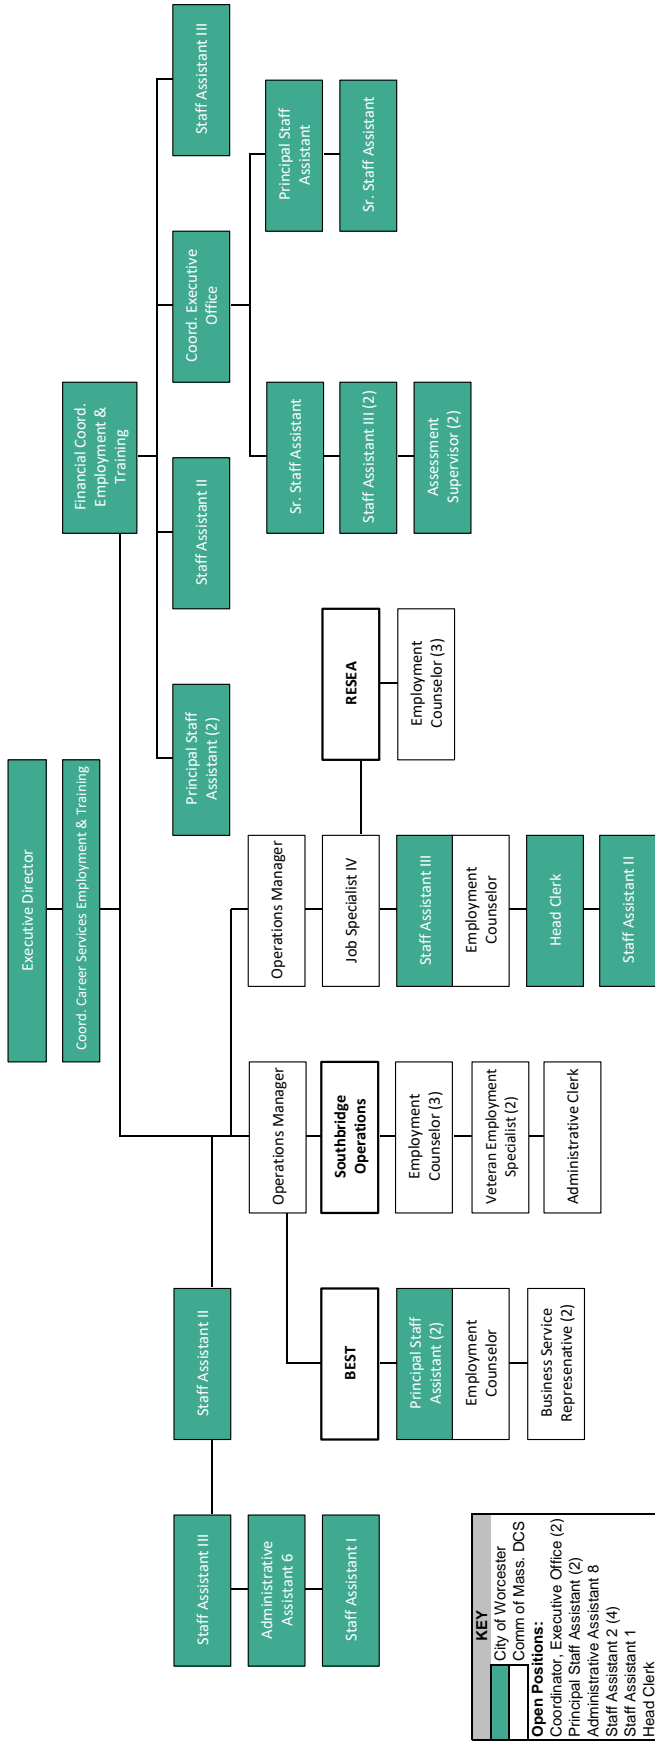 Executive Director
Coord. Career Services Employment & Training
Financial Coord.
Employment &
Training
Staff Assistant III
Staff Assistant II
Principal Staff
Assistant (2)
Staff Assistant II
Coord. Executive
Office
Staff Assistant III
Administrative
Assistant 6
Staff Assistant I
Operations Manager
Operations Manager
Sr. Staff Assistant
Principal Staff
Assistant
BEST
Southbridge
Operations
Job Specialist IV
RESEA
Staff Assistant III (2)
Sr. Staff Assistant
Principal Staff
Assistant (2)
Employment
Counselor
Employment
Counselor (3)
Staff Assistant III
Employment
Counselor
Employment
Counselor (3)
Assessment
Supervisor (2)
Business Service
Represenative (2)
Veteran Employment
Specialist (2)
Head Clerk
Administrative Clerk
Staff Assistant II
KEY
City of Worcester
Comm of Mass. DCS
Open Positions:
Coordinator, Executive Office (2)
Principal Staff Assistant (2)
Administrative Assistant 8
Staff Assistant 2 (4)
Staff Assistant 1
Head Clerk